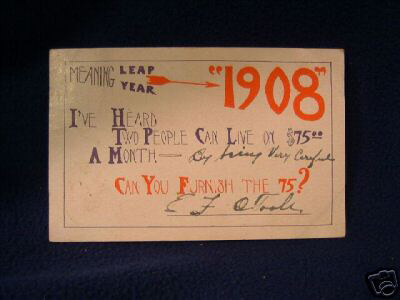 MEANING LEAP YEAR "1908"
I'VE HEARD
TWO PEOPLE CAN LIVE ON $75.00
A MONTH — By being Very Careful
CAN YOU FURNISH THE 75?
E F O'Toole.
eBay